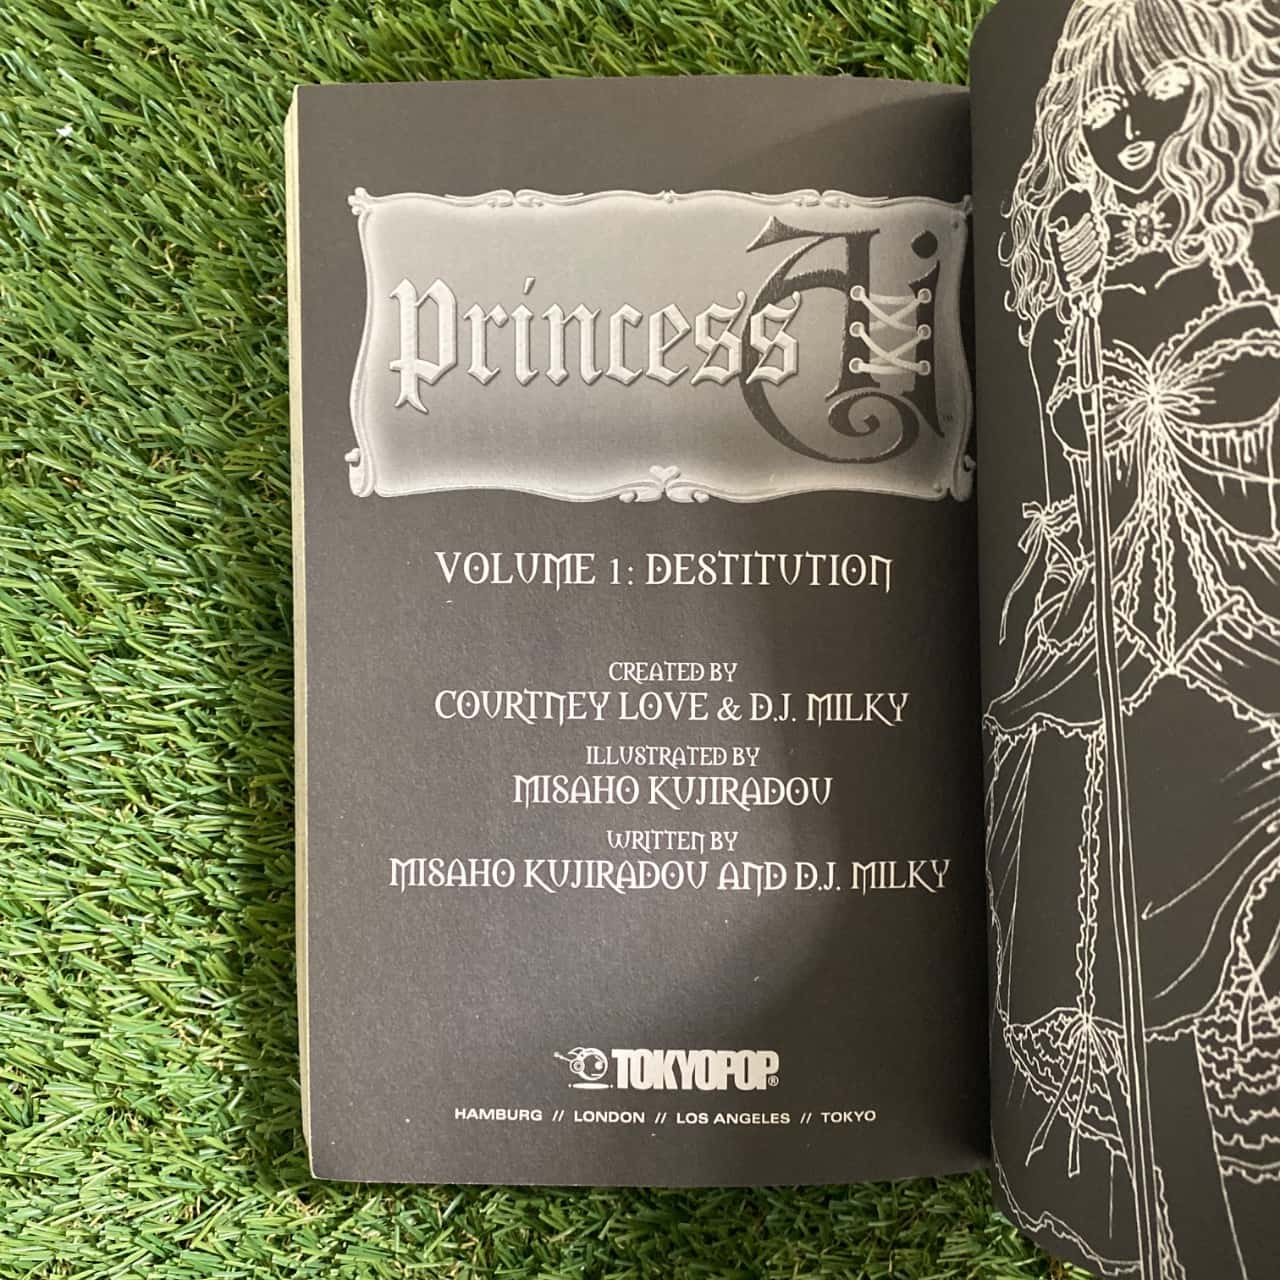 Princess Ai
VOLUME 1: DESTITUTION
CREATED BY
COURTNEY LOVE & D.J. MILKY
ILLUSTRATED BY
MISAHO KUJIRADOU
WRITTEN BY
MISAHO KUJIRADOU AND D.J. MILKY
TOKYOPOP®
HAMBURG // LONDON // LOS ANGELES // TOKYO